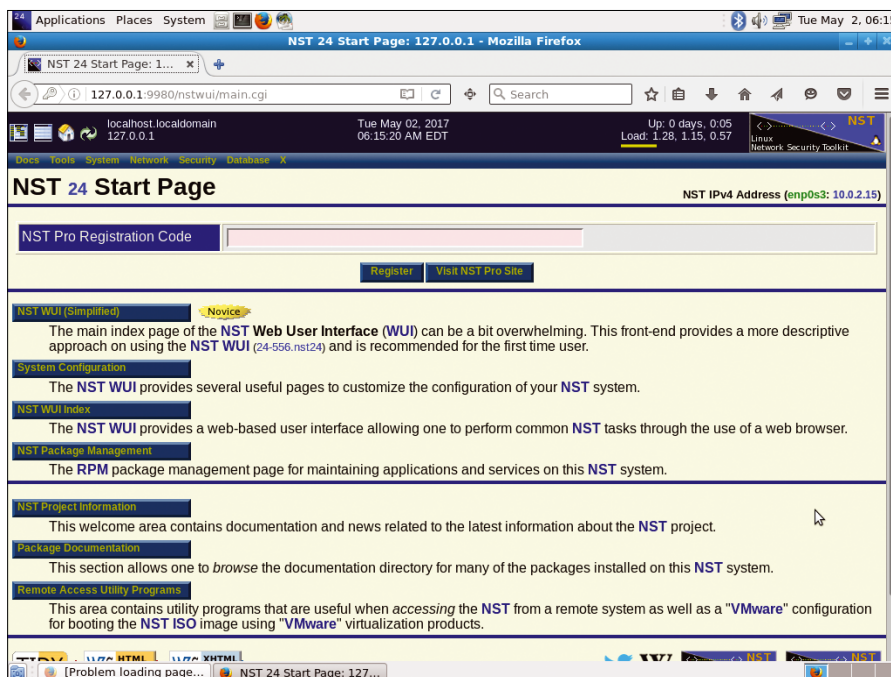 24 Applications Places System Tue May 2, 06:1
NST 24 Start Page: 127.0.0.1 - Mozilla Firefox
NST 24 Start Page: 1...
127.0.0.1:9980/nstwui/main.cgi Search
localhost.localdomain
127.0.0.1
Tue May 02, 2017
06:15:20 AM EDT
Up: 0 days, 0:05
Load: 1.28, 1.15, 0.57
NST
Linux
Network Security Toolkit
Docs Tools System Network Security Database X
NST 24 Start Page
NST IPv4 Address (enp0s3: 10.0.2.15)
NST Pro Registration Code
Register Visit NST Pro Site
NST WUI (Simplified) Novice
The main index page of the NST Web User Interface (WUI) can be a bit overwhelming. This front-end provides a more descriptive
approach on using the NST WUI (24-556.nst24) and is recommended for the first time user.
System Configuration
The NST WUI provides several useful pages to customize the configuration of your NST system.
NST WUI Index
The NST WUI provides a web-based user interface allowing one to perform common NST tasks through the use of a web browser.
NST Package Management
The RPM package management page for maintaining applications and services on this NST system.
NST Project Information
This welcome area contains documentation and news related to the latest information about the NST project.
Package Documentation
This section allows one to browse the documentation directory for many of the packages installed on this NST system.
Remote Access Utility Programs
This area contains utility programs that are useful when accessing the NST from a remote system as well as a "VMware" configuration
for booting the NST ISO image using "VMware" virtualization products.
TIDY W3C HTML W3C XHTML W NST NST
[Problem loading page... NST 24 Start Page: 127...